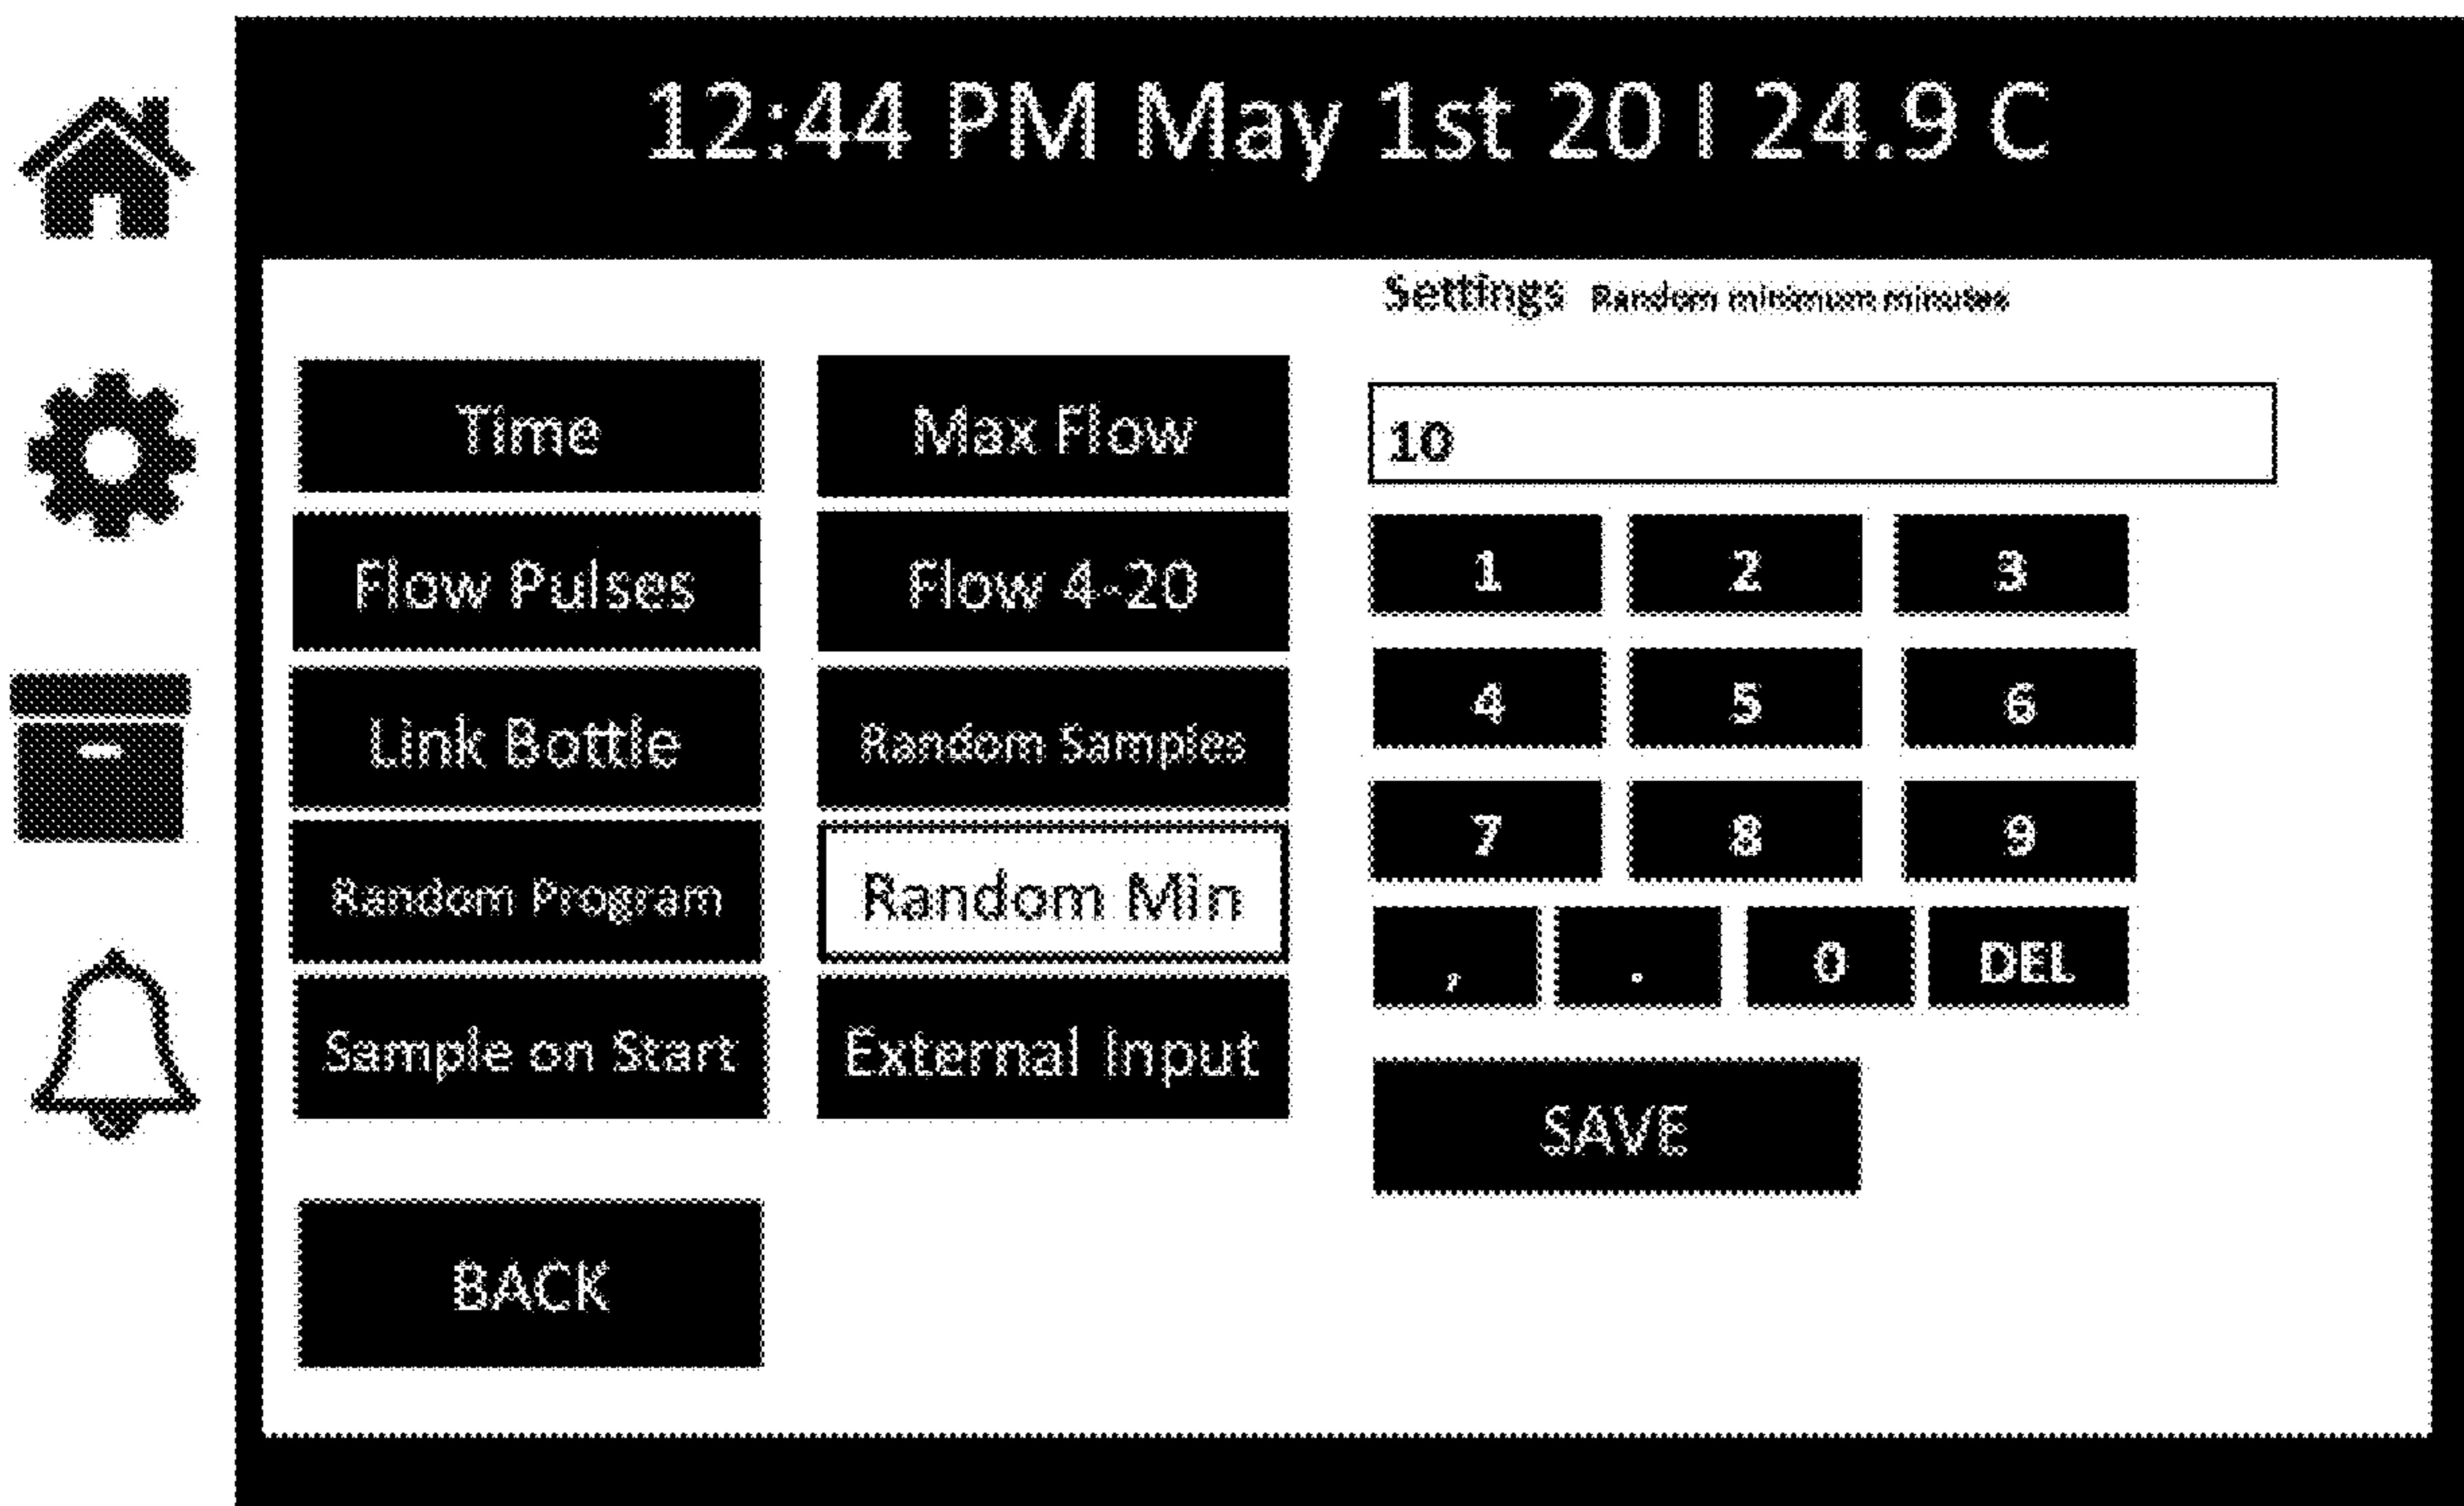 12:44 PM May 1st 20 I 24.9 C
Settings Random minimum minutes
Time
Max Flow
10
Flow Pulses
Flow 4-20
1 2 3
Link Bottle
Random Samples
4 5 6
Random Program
Random Min
7 8 9
, . 0 DEL
Sample on Start
External Input
SAVE
BACK